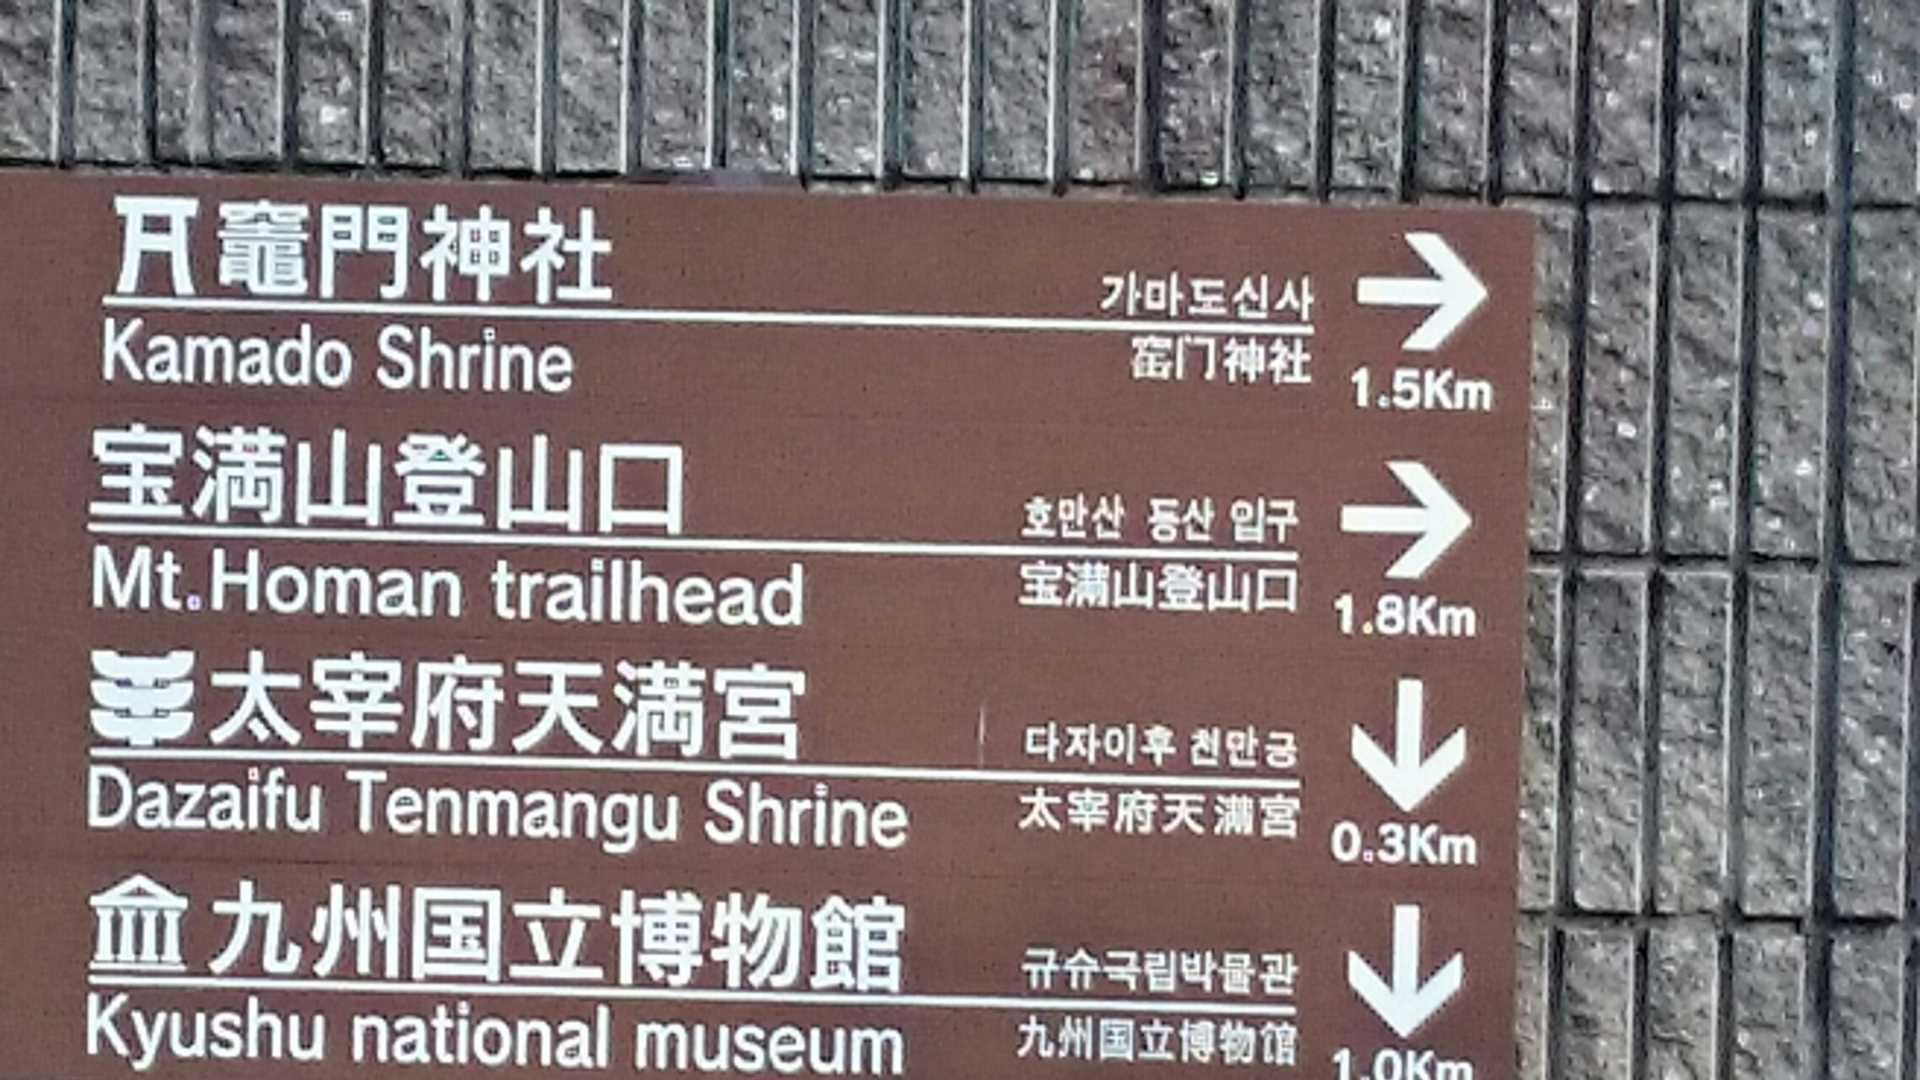 竈門神社
가마도신사
Kamado Shrine
窑门神社
1.5Km
宝満山登山口
호만산 등산 입구
Mt.Homan trailhead
宝满山登山口
1.8Km
太宰府天満宮
다자이후 천만궁
Dazaifu Tenmangu Shrine
太宰府天满宫
0.3Km
九州国立博物館
규슈국립박물관
Kyushu national museum
九州国立博物馆
1.0Km